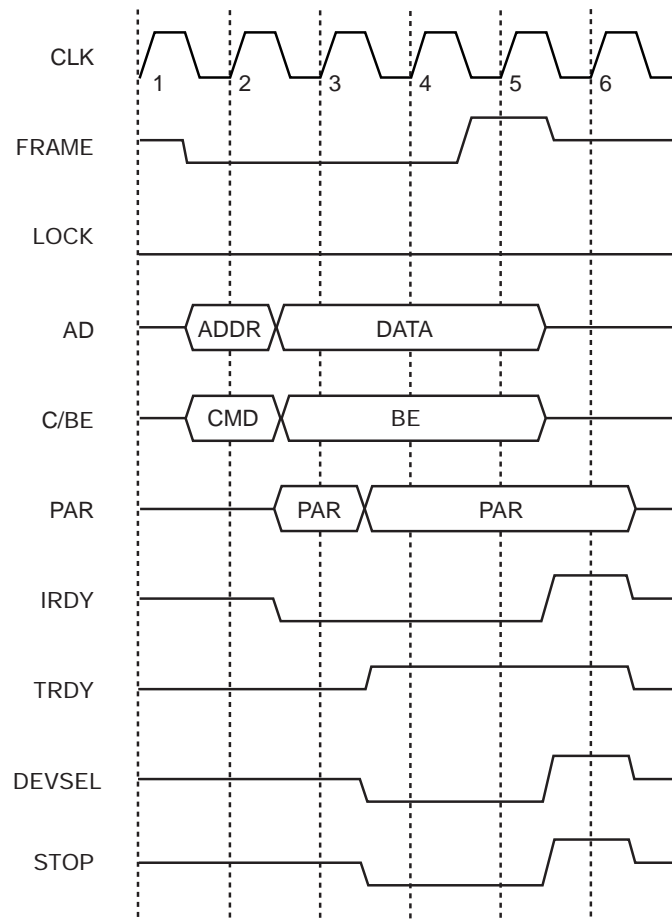 CLK
1 2 3 4 5 6
FRAME
LOCK
AD ADDR DATA
C/BE CMD BE
PAR PAR PAR
IRDY
TRDY
DEVSEL
STOP